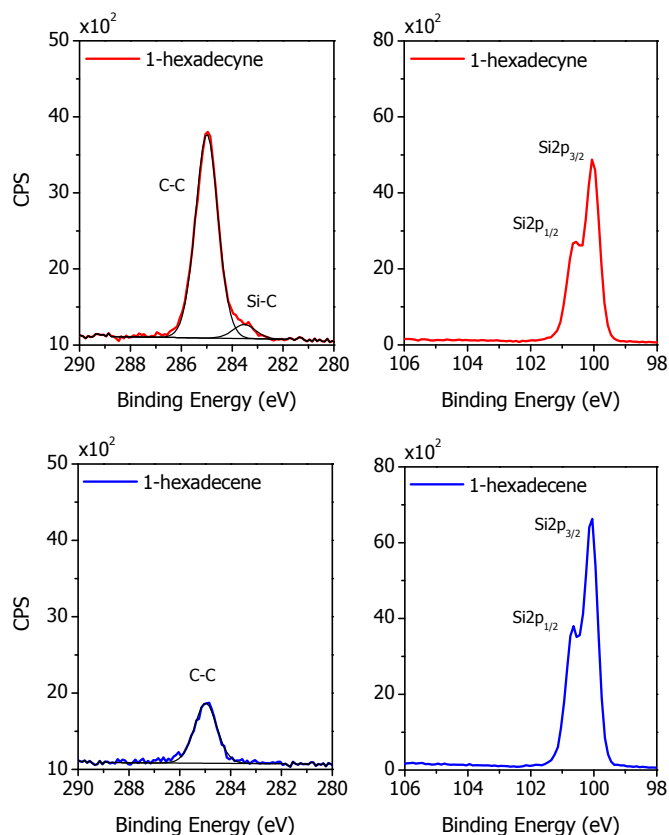 x10²
50
1-hexadecyne
40
C-C
30
CPS
20
Si-C
10
290 288 286 284 282 280
Binding Energy (eV)
x10²
80
1-hexadecyne
60
Si2p₃/₂
40
Si2p₁/₂
20
0
106 104 102 100 98
Binding Energy (eV)
x10²
50
1-hexadecene
40
CPS
30
C-C
20
10
290 288 286 284 282 280
Binding Energy (eV)
x10²
80
1-hexadecene
60
Si2p₃/₂
40
Si2p₁/₂
20
0
106 104 102 100 98
Binding Energy (eV)